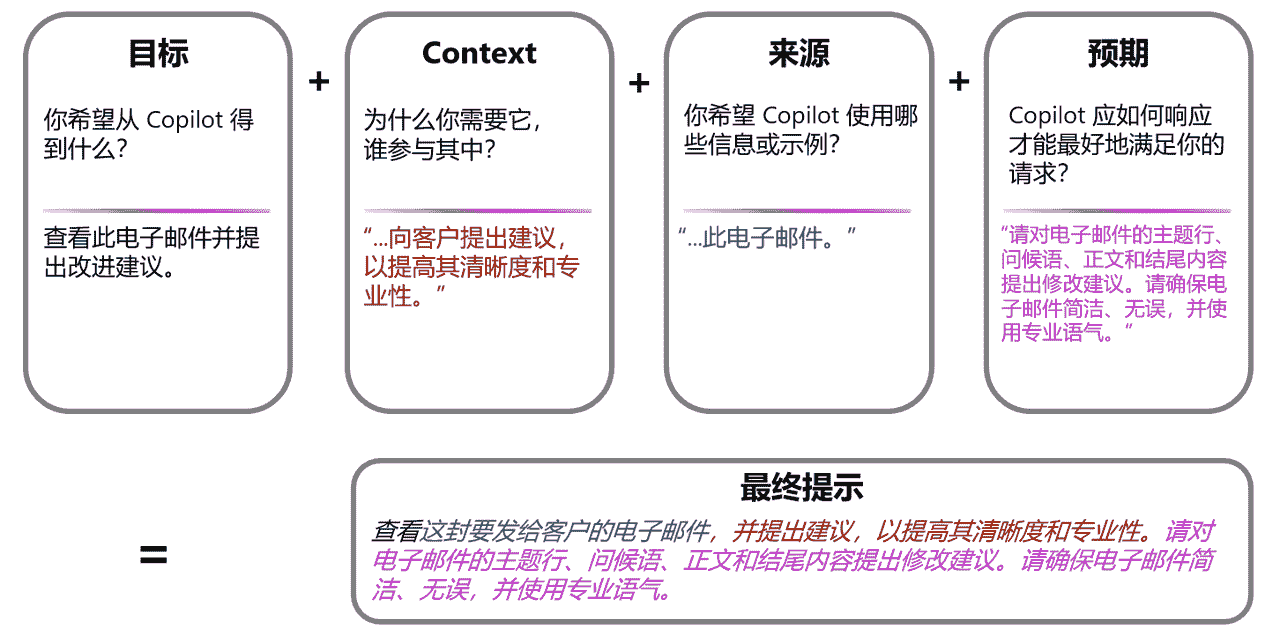 目标
你希望从 Copilot 得
到什么?
查看此电子邮件并提
出改进建议。
+
Context
为什么你需要它，
谁参与其中?
“...向客户提出建议，
以提高其清晰度和专
业性。”
+
来源
你希望 Copilot 使用哪
些信息或示例?
“...此电子邮件。”
+
预期
Copilot 应如何响应
才能最好地满足你的
请求?
“请对电子邮件的主题行、
问候语、正文和结尾内容
提出修改建议。请确保电
子邮件简洁、无误，并使
用专业语气。“
=
最终提示
查看这封要发给客户的电子邮件，并提出建议，以提高其清晰度和专业性。请对
电子邮件的主题行、问候语、正文和结尾内容提出修改建议。请确保电子邮件简
洁、无误，并使用专业语气。